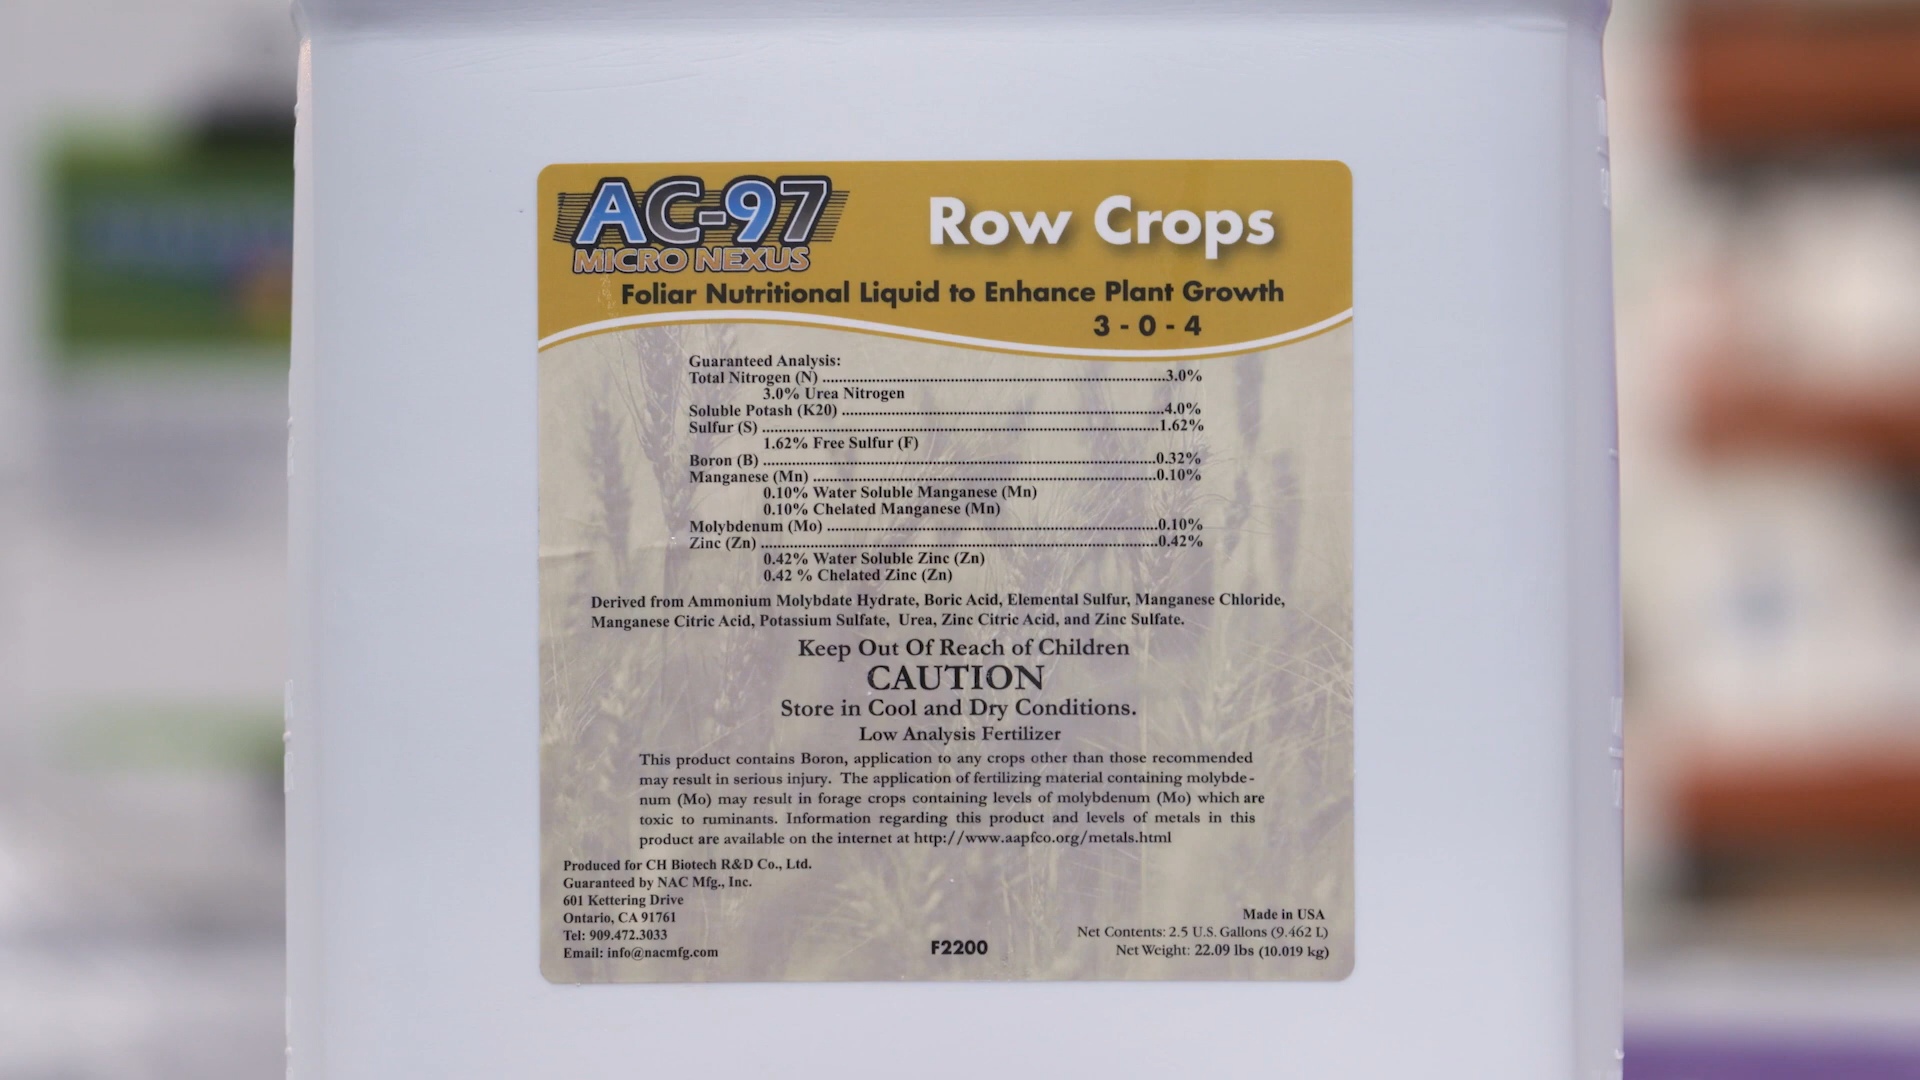 AC-97
MICRO NEXUS
Row Crops
Foliar Nutritional Liquid to Enhance Plant Growth
3 - 0 - 4
Guaranteed Analysis:
Total Nitrogen (N) ........................ 3.0%
3.0% Urea Nitrogen
Soluble Potash (K20) ........................ 4.0%
Sulfur (S) ........................ 1.62%
1.62% Free Sulfur (F)
Boron (B) ........................ 0.32%
Manganese (Mn) ........................ 0.10%
0.10% Water Soluble Manganese (Mn)
0.10% Chelated Manganese (Mn)
Molybdenum (Mo) ........................ 0.10%
Zinc (Zn) ........................ 0.42%
0.42% Water Soluble Zinc (Zn)
0.42 % Chelated Zinc (Zn)
Derived from Ammonium Molybdate Hydrate, Boric Acid, Elemental Sulfur, Manganese Chloride,
Manganese Citric Acid, Potassium Sulfate, Urea, Zinc Citric Acid, and Zinc Sulfate.
Keep Out Of Reach of Children
CAUTION
Store in Cool and Dry Conditions.
Low Analysis Fertilizer
This product contains Boron, application to any crops other than those recommended
may result in serious injury. The application of fertilizing material containing molybde-
num (Mo) may result in forage crops containing levels of molybdenum (Mo) which are
toxic to ruminants. Information regarding this product and levels of metals in this
product are available on the internet at http://www.aapfco.org/metals.html
Produced for CH Biotech R&D Co., Ltd.
Guaranteed by NAC Mfg., Inc.
601 Kettering Drive
Ontario, CA 91761
Tel: 909.472.3033
Email: info@nacmfg.com
F2200
Made in USA
Net Contents: 2.5 U.S. Gallons (9.462 L)
Net Weight: 22.09 lbs (10.019 kg)